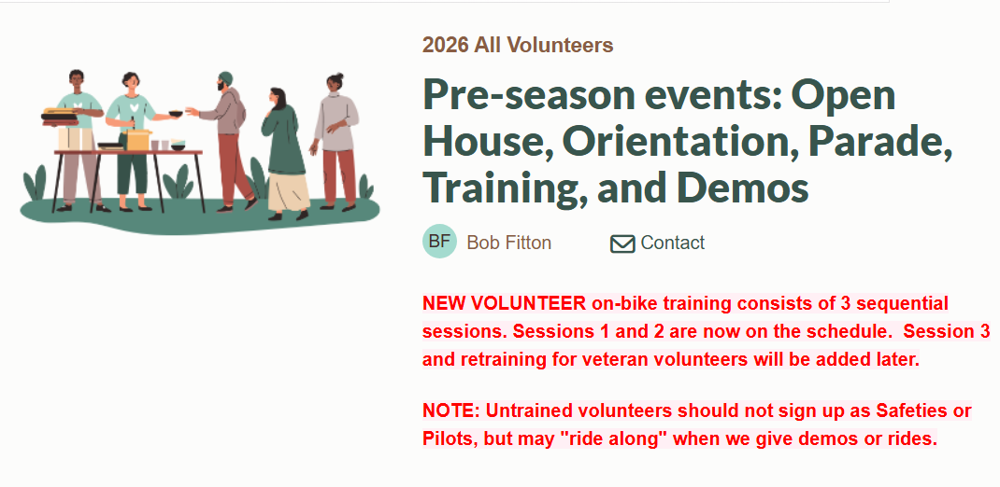 2026 All Volunteers
Pre-season events: Open
House, Orientation, Parade,
Training, and Demos
BF Bob Fitton Contact
NEW VOLUNTEER on-bike training consists of 3 sequential
sessions. Sessions 1 and 2 are now on the schedule.  Session 3
and retraining for veteran volunteers will be added later.
NOTE: Untrained volunteers should not sign up as Safeties or
Pilots, but may "ride along" when we give demos or rides.